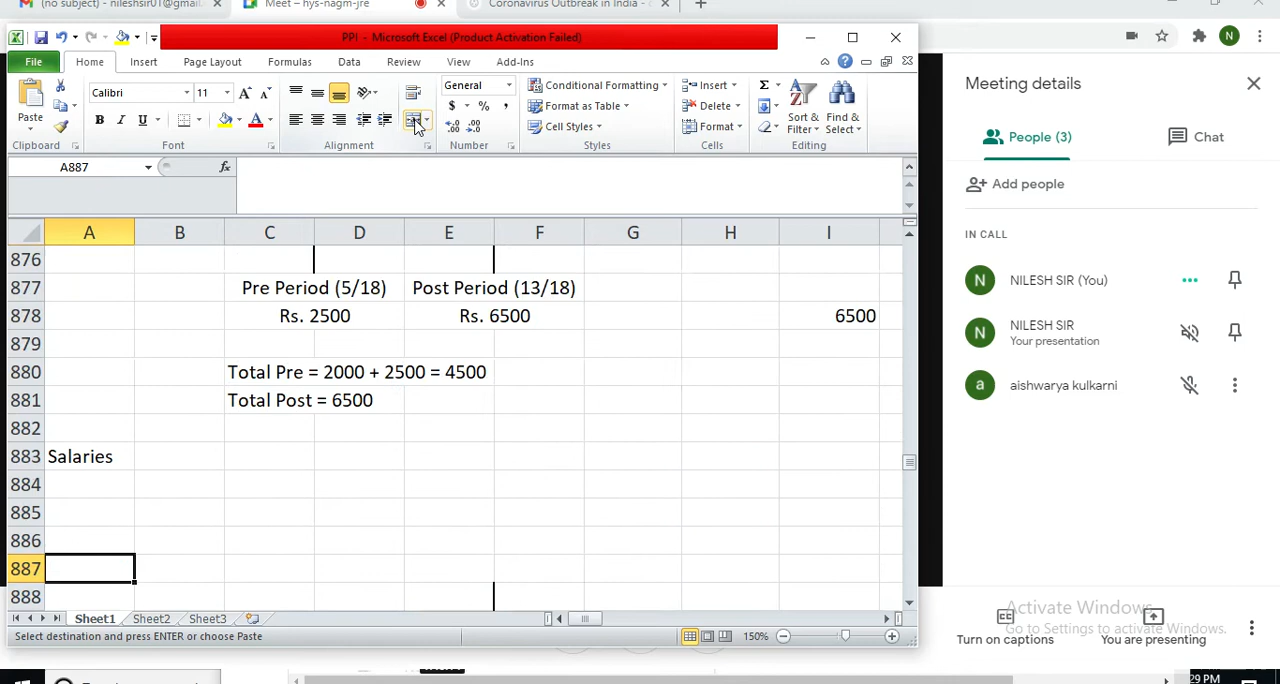 (no subject) - nileshsir01@gmail.
Meet – hys-nagm-jre
Coronavirus Outbreak in India -
PPI - Microsoft Excel (Product Activation Failed)
N
File Home Insert Page Layout Formulas Data Review View Add-Ins
Calibri 11
General
Conditional Formatting
Format as Table
Cell Styles
Insert
Delete
Format
Paste
Sort & Filter
Find & Select
Clipboard Font Alignment Number Styles Cells Editing
A887
fx
A B C D E F G H I
876
877 Pre Period (5/18) Post Period (13/18)
878 Rs. 2500 Rs. 6500 6500
879
880 Total Pre = 2000 + 2500 = 4500
881 Total Post = 6500
882
883 Salaries
884
885
886
887
888
Sheet1 Sheet2 Sheet3
Select destination and press ENTER or choose Paste
150%
Meeting details
People (3)
Chat
Add people
IN CALL
N NILESH SIR (You)
N NILESH SIR
Your presentation
a aishwarya kulkarni
Activate Windows
Go to Settings to activate Windows.
CC
Turn on captions
You are presenting
:29 PM